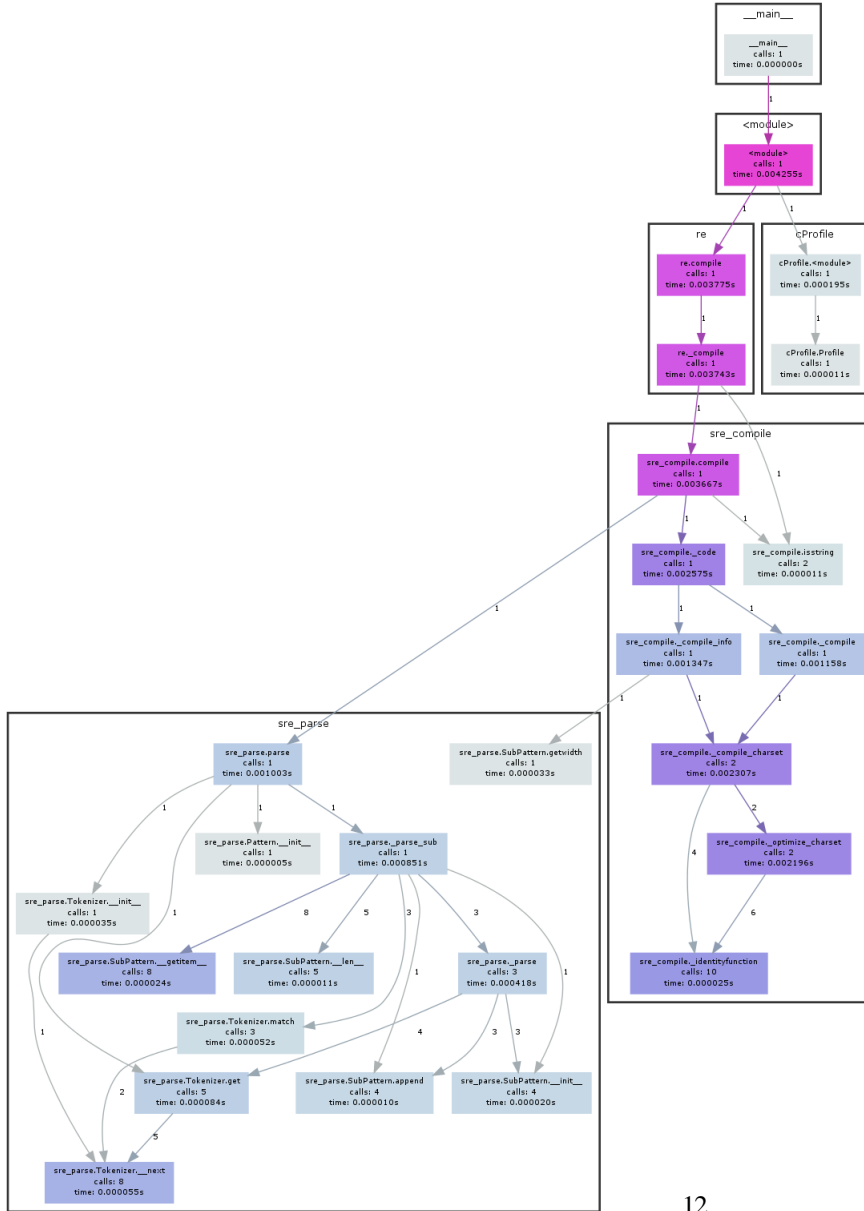 __main__
__main__
calls: 1
time: 0.000000s
1
<module>
<module>
calls: 1
time: 0.004255s
1
1
re
cProfile
re.compile
calls: 1
time: 0.003775s
cProfile.<module>
calls: 1
time: 0.000195s
1
1
re._compile
calls: 1
time: 0.003743s
cProfile.Profile
calls: 1
time: 0.000011s
1
sre_compile
sre_compile.compile
calls: 1
time: 0.003667s
1
1
1
sre_compile._code
calls: 1
time: 0.002575s
sre_compile.isstring
calls: 2
time: 0.000011s
1
1
1
sre_compile._compile_info
calls: 1
time: 0.001347s
sre_compile._compile
calls: 1
time: 0.001158s
1
1
1
sre_parse
sre_parse.parse
calls: 1
time: 0.001003s
sre_parse.SubPattern.getwidth
calls: 1
time: 0.000033s
sre_compile._compile_charset
calls: 2
time: 0.002307s
1
1
1
2
sre_parse.Pattern.__init__
calls: 1
time: 0.000005s
sre_parse._parse_sub
calls: 1
time: 0.000851s
4
sre_compile._optimize_charset
calls: 2
time: 0.002196s
sre_parse.Tokenizer.__init__
calls: 1
time: 0.000035s
1
8
5
3
3
6
sre_parse.SubPattern.__getitem__
calls: 8
time: 0.000024s
sre_parse.SubPattern.__len__
calls: 5
time: 0.000011s
1
sre_parse._parse
calls: 3
time: 0.000418s
1
sre_compile._identityfunction
calls: 10
time: 0.000025s
1
sre_parse.Tokenizer.match
calls: 3
time: 0.000052s
4
3
3
2
sre_parse.Tokenizer.get
calls: 5
time: 0.000084s
sre_parse.SubPattern.append
calls: 4
time: 0.000010s
sre_parse.SubPattern.__init__
calls: 4
time: 0.000020s
5
sre_parse.Tokenizer.__next
calls: 8
time: 0.000055s
12